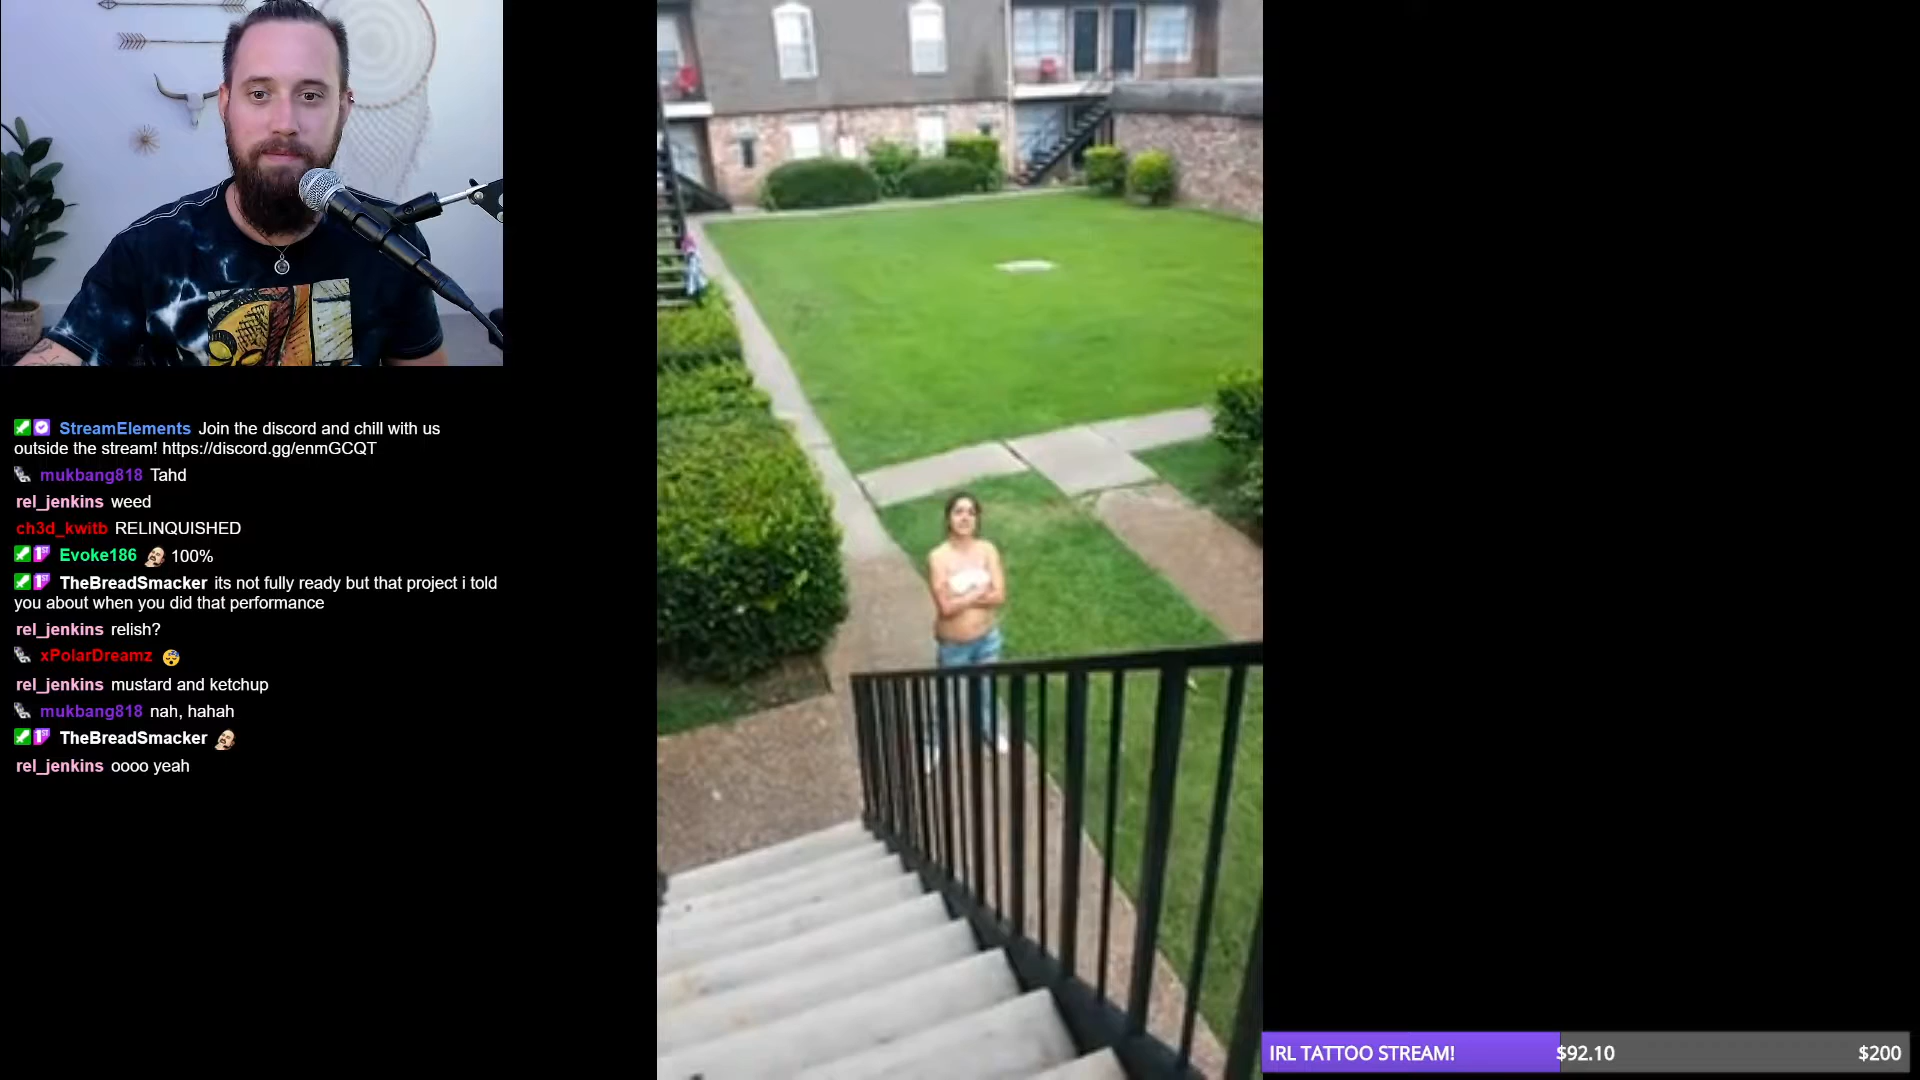 StreamElements Join the discord and chill with us
outside the stream! https://discord.gg/enmGCQT
mukbang818 Tahd
rel_jenkins weed
ch3d_kwitb RELINQUISHED
Evoke186 100%
TheBreadSmacker its not fully ready but that project i told
you about when you did that performance
rel_jenkins relish?
xPolarDreamz
rel_jenkins mustard and ketchup
mukbang818 nah, hahah
TheBreadSmacker
rel_jenkins oooo yeah
IRL TATTOO STREAM! $92.10 $200